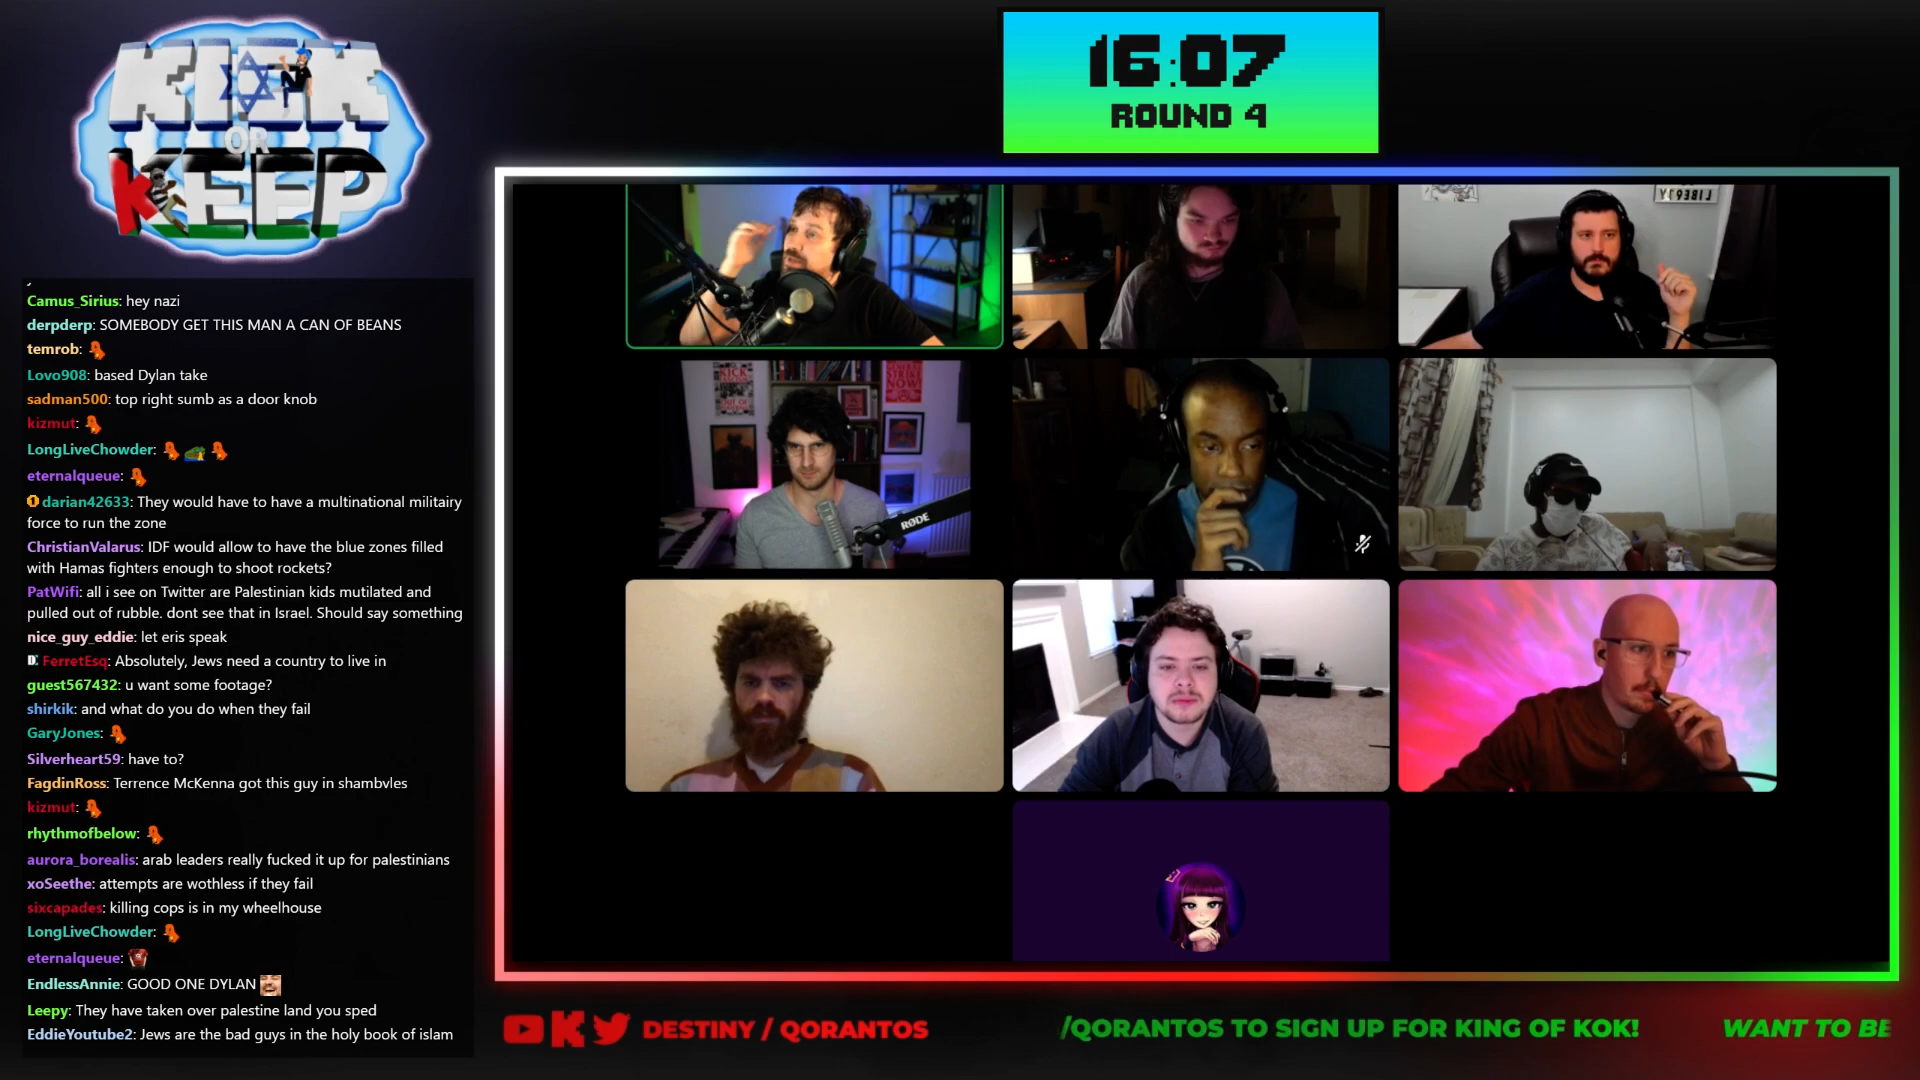 KICK
OR
KEEP
16:07
ROUND 4
Camus_Sirius: hey nazi
derpderp: SOMEBODY GET THIS MAN A CAN OF BEANS
temrob:
Lovo908: based Dylan take
sadman500: top right sumb as a door knob
kizmut:
LongLiveChowder:
eternalqueue:
darian42633: They would have to have a multinational militairy
force to run the zone
ChristianValarus: IDF would allow to have the blue zones filled
with Hamas fighters enough to shoot rockets?
PatWifi: all i see on Twitter are Palestinian kids mutilated and
pulled out of rubble. dont see that in Israel. Should say something
nice_guy_eddie: let eris speak
FerretEsq: Absolutely, Jews need a country to live in
guest567432: u want some footage?
shirkik: and what do you do when they fail
GaryJones:
Silverheart59: have to?
FagdinRoss: Terrence McKenna got this guy in shambvles
kizmut:
rhythmofbelow:
aurora_borealis: arab leaders really fucked it up for palestinians
xoSeethe: attempts are wothless if they fail
sixcapades: killing cops is in my wheelhouse
LongLiveChowder:
eternalqueue:
EndlessAnnie: GOOD ONE DYLAN
Leepy: They have taken over palestine land you sped
EddieYoutube2: Jews are the bad guys in the holy book of islam
LIBERTY
STRIKE
NOW
KICK
RØDE
DESTINY / QORANTOS
/QORANTOS TO SIGN UP FOR KING OF KOK!
WANT TO BE